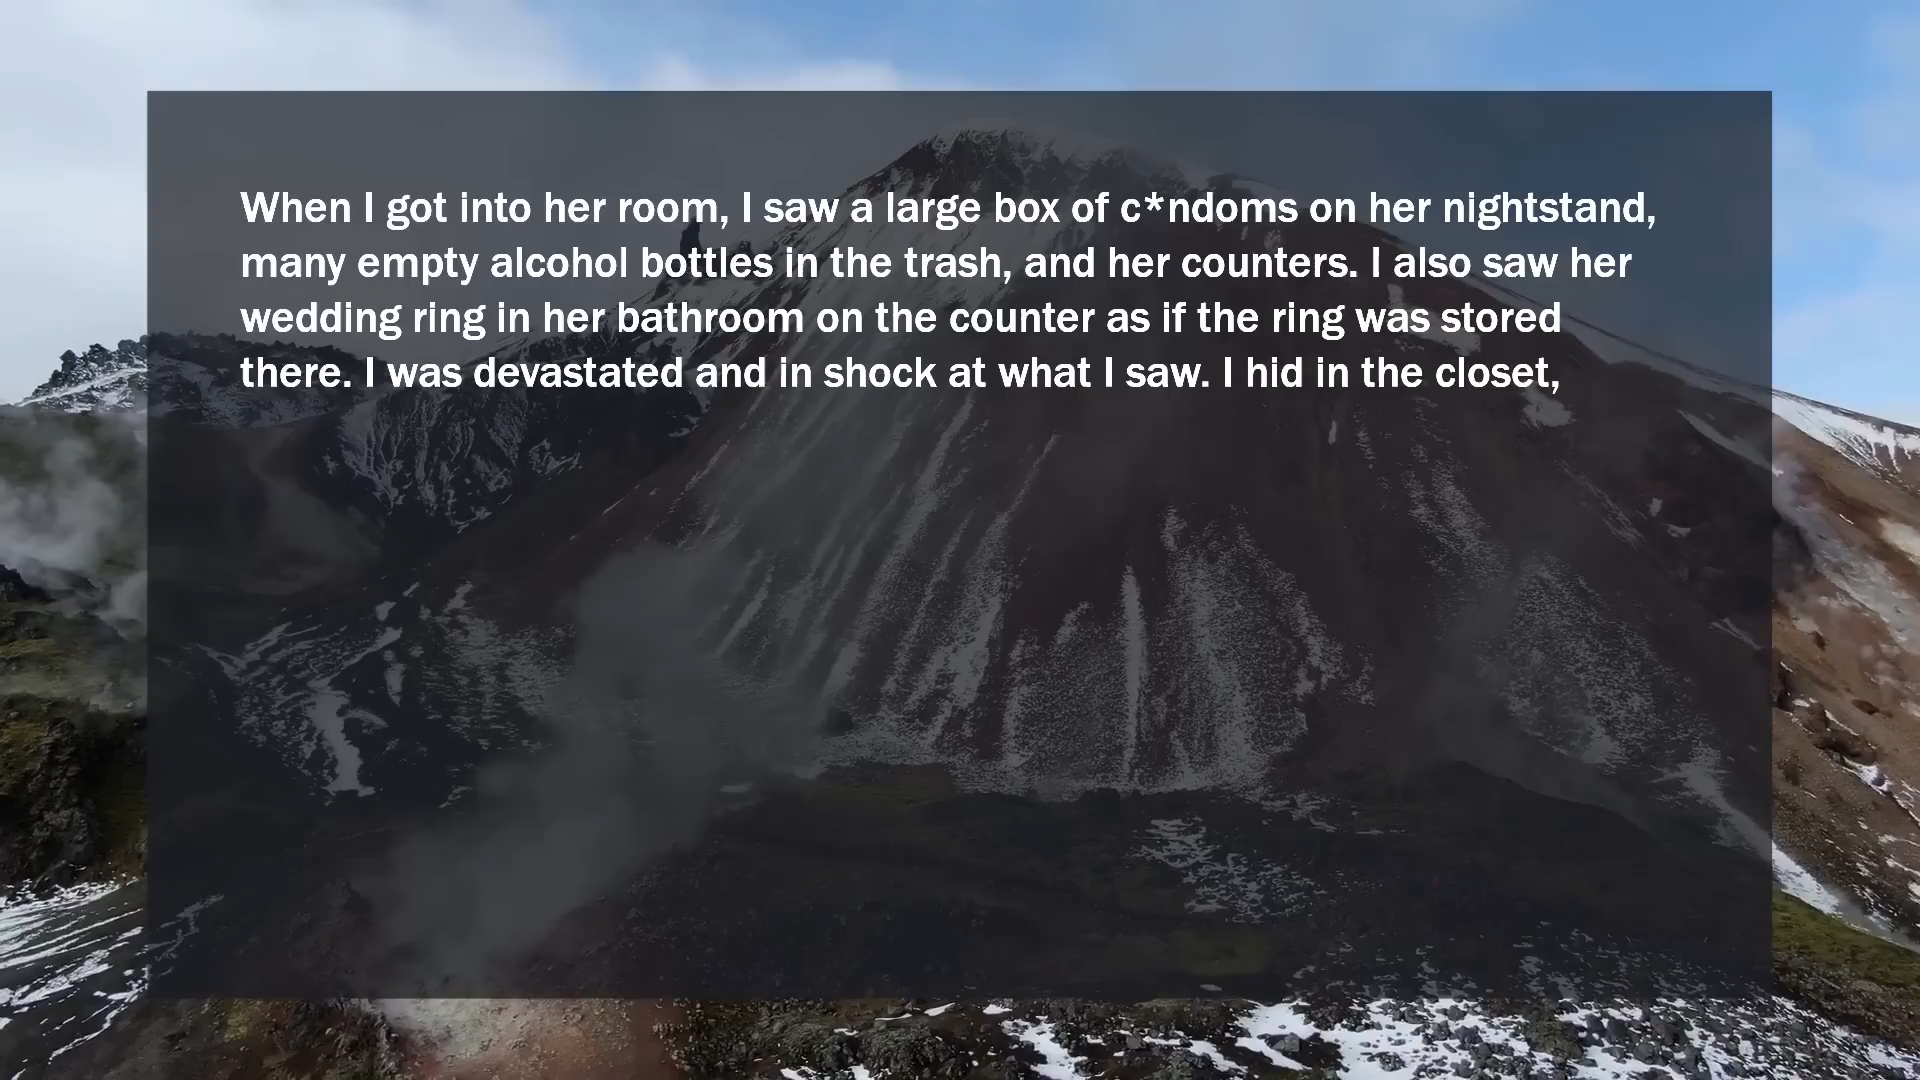 When I got into her room, I saw a large box of c*ndoms on her nightstand,
many empty alcohol bottles in the trash, and her counters. I also saw her
wedding ring in her bathroom on the counter as if the ring was stored
there. I was devastated and in shock at what I saw. I hid in the closet,